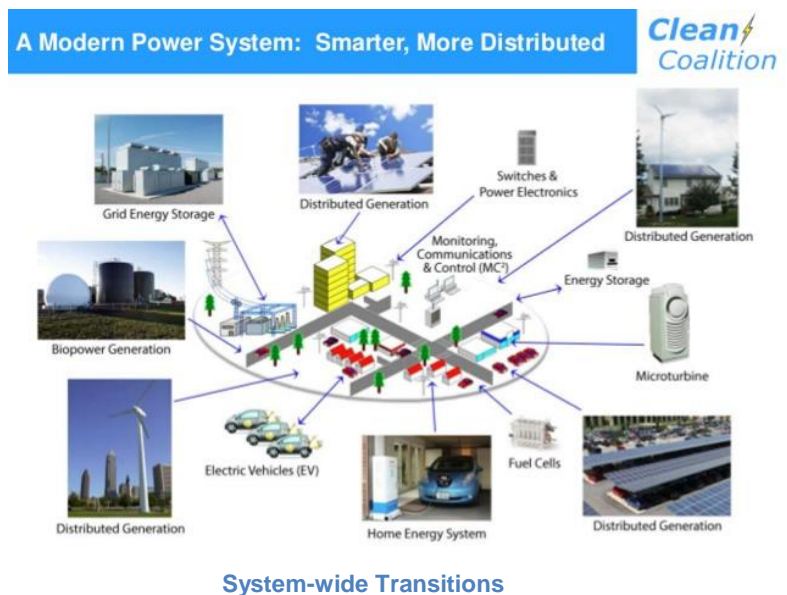 A Modern Power System: Smarter, More Distributed
Clean
Coalition
Grid Energy Storage
Distributed Generation
Switches &
Power Electronics
Distributed Generation
Monitoring,
Communications
& Control (MC²)
Energy Storage
Biopower Generation
Microturbine
Electric Vehicles (EV)
Fuel Cells
Distributed Generation
Home Energy System
Distributed Generation
System-wide Transitions